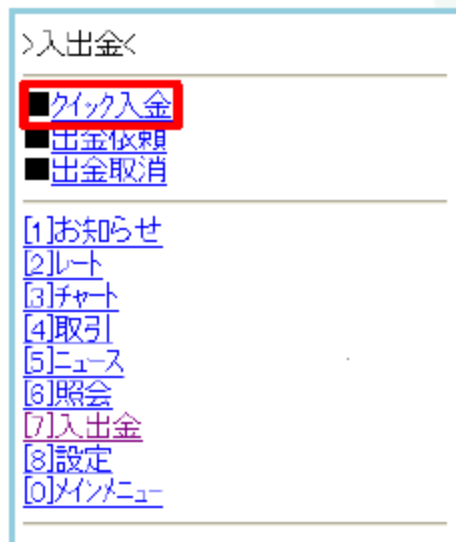 >入出金<
■クイック入金
■出金依頼
■出金取消
[1]お知らせ
[2]レート
[3]チャート
[4]取引
[5]ニュース
[6]照会
[7]入出金
[8]設定
[0]メインメニュー